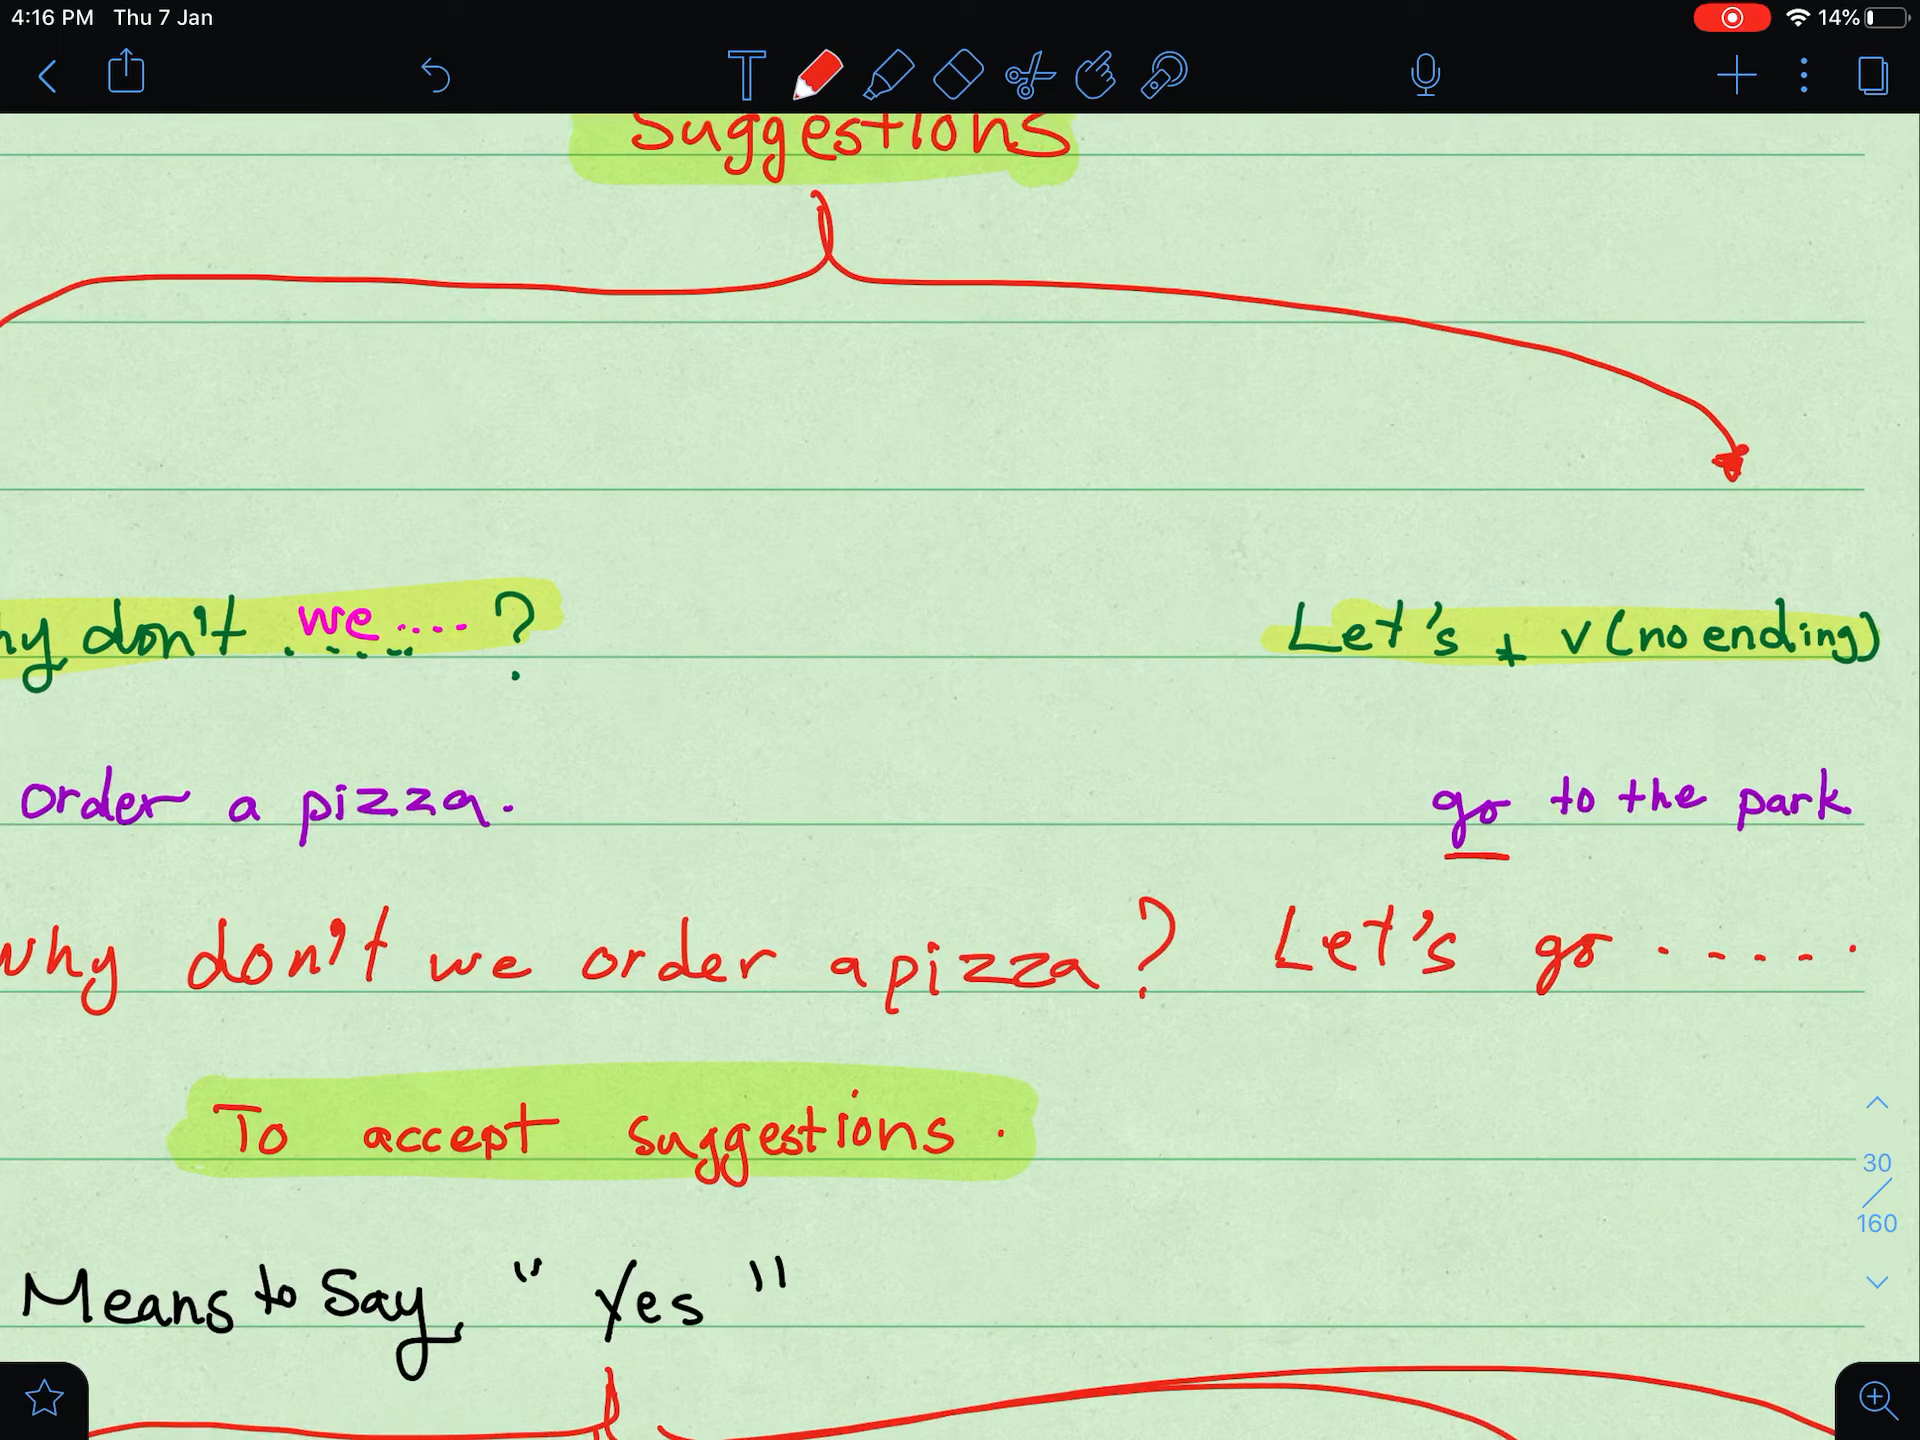 4:16 PM Thu 7 Jan 14%
Suggestions
hy don't we....?
Let's + v (no ending)
order a pizza.
go to the park
why don't we order a pizza? Let's go .....
To accept suggestions.
Means to Say, " Yes "
30
/
160